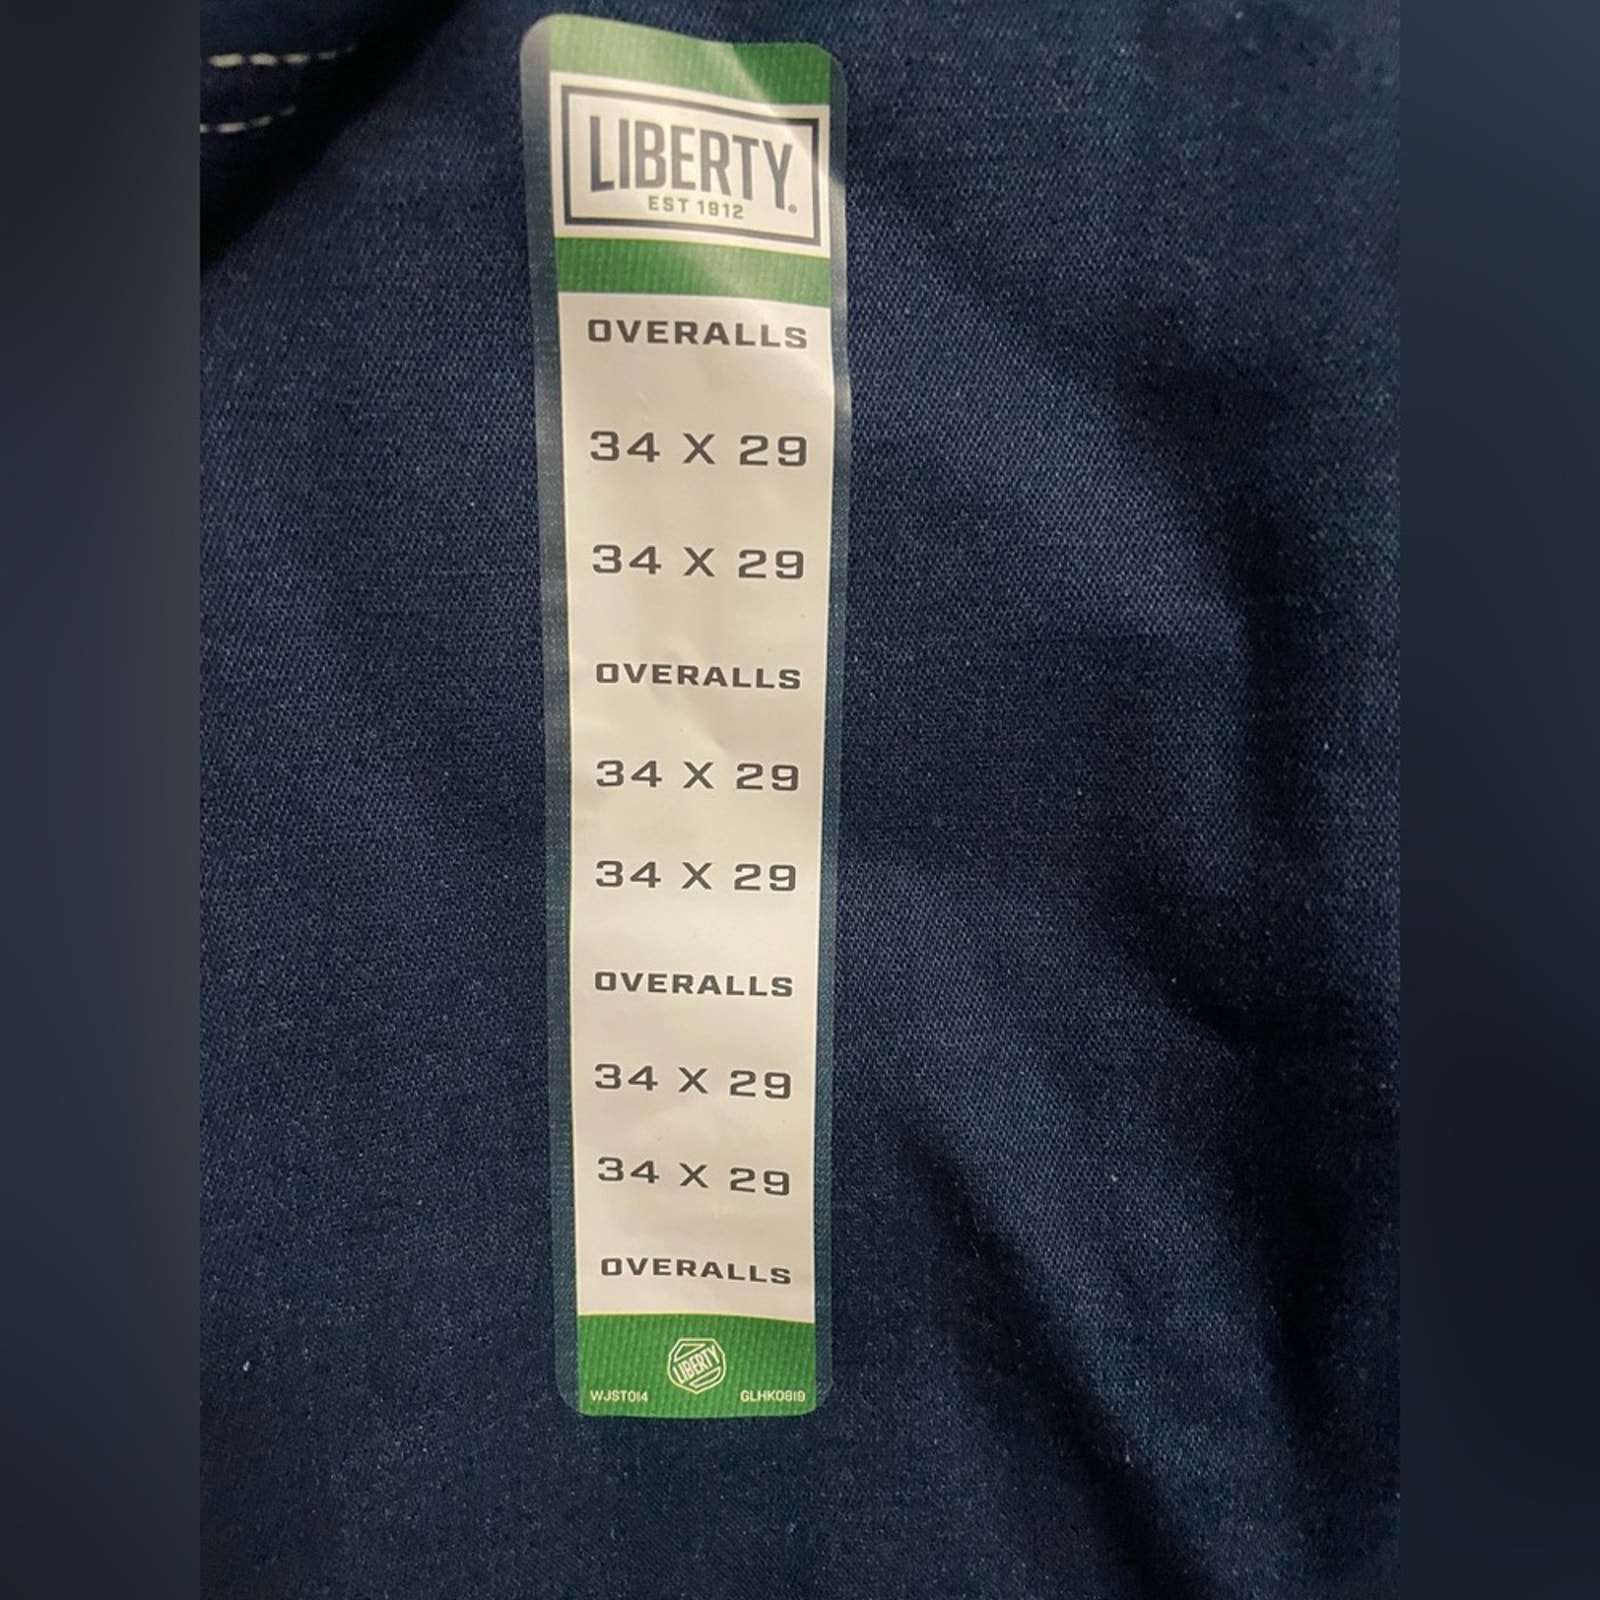 LIBERTY®
EST 1912
OVERALLS
34 X 29
34 X 29
OVERALLS
34 X 29
34 X 29
OVERALLS
34 X 29
34 X 29
OVERALLS
LIBERTY
WJST014 GLHK0819